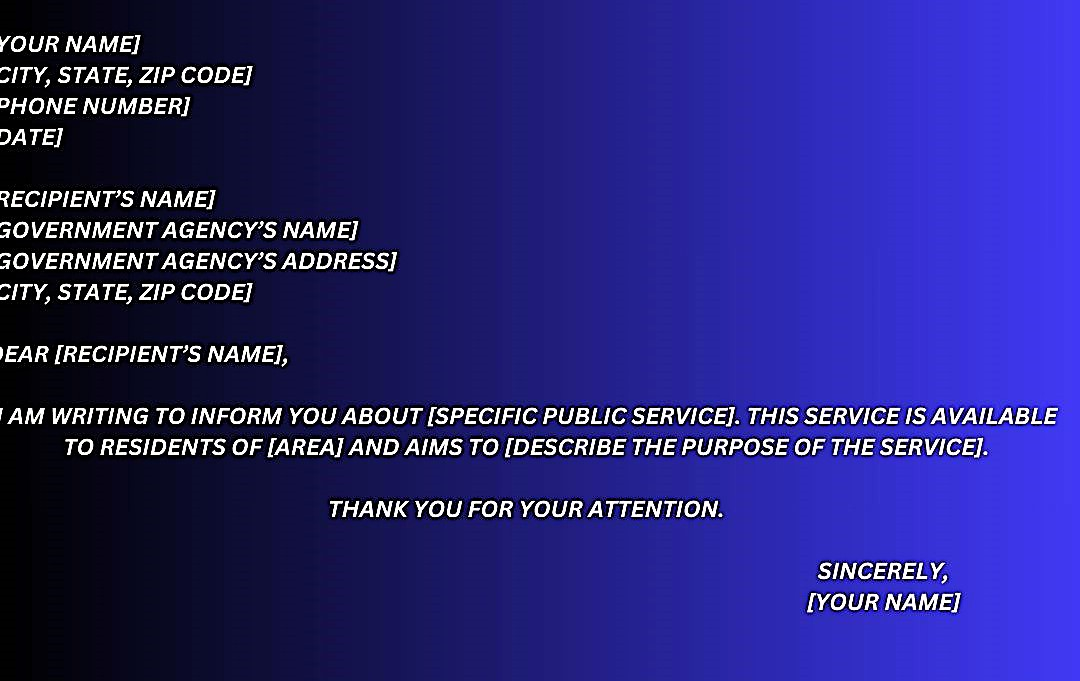 YOUR NAME]
CITY, STATE, ZIP CODE]
PHONE NUMBER]
DATE]
RECIPIENT’S NAME]
GOVERNMENT AGENCY’S NAME]
GOVERNMENT AGENCY’S ADDRESS]
CITY, STATE, ZIP CODE]
DEAR [RECIPIENT’S NAME],
I AM WRITING TO INFORM YOU ABOUT [SPECIFIC PUBLIC SERVICE]. THIS SERVICE IS AVAILABLE
TO RESIDENTS OF [AREA] AND AIMS TO [DESCRIBE THE PURPOSE OF THE SERVICE].
THANK YOU FOR YOUR ATTENTION.
SINCERELY,
[YOUR NAME]